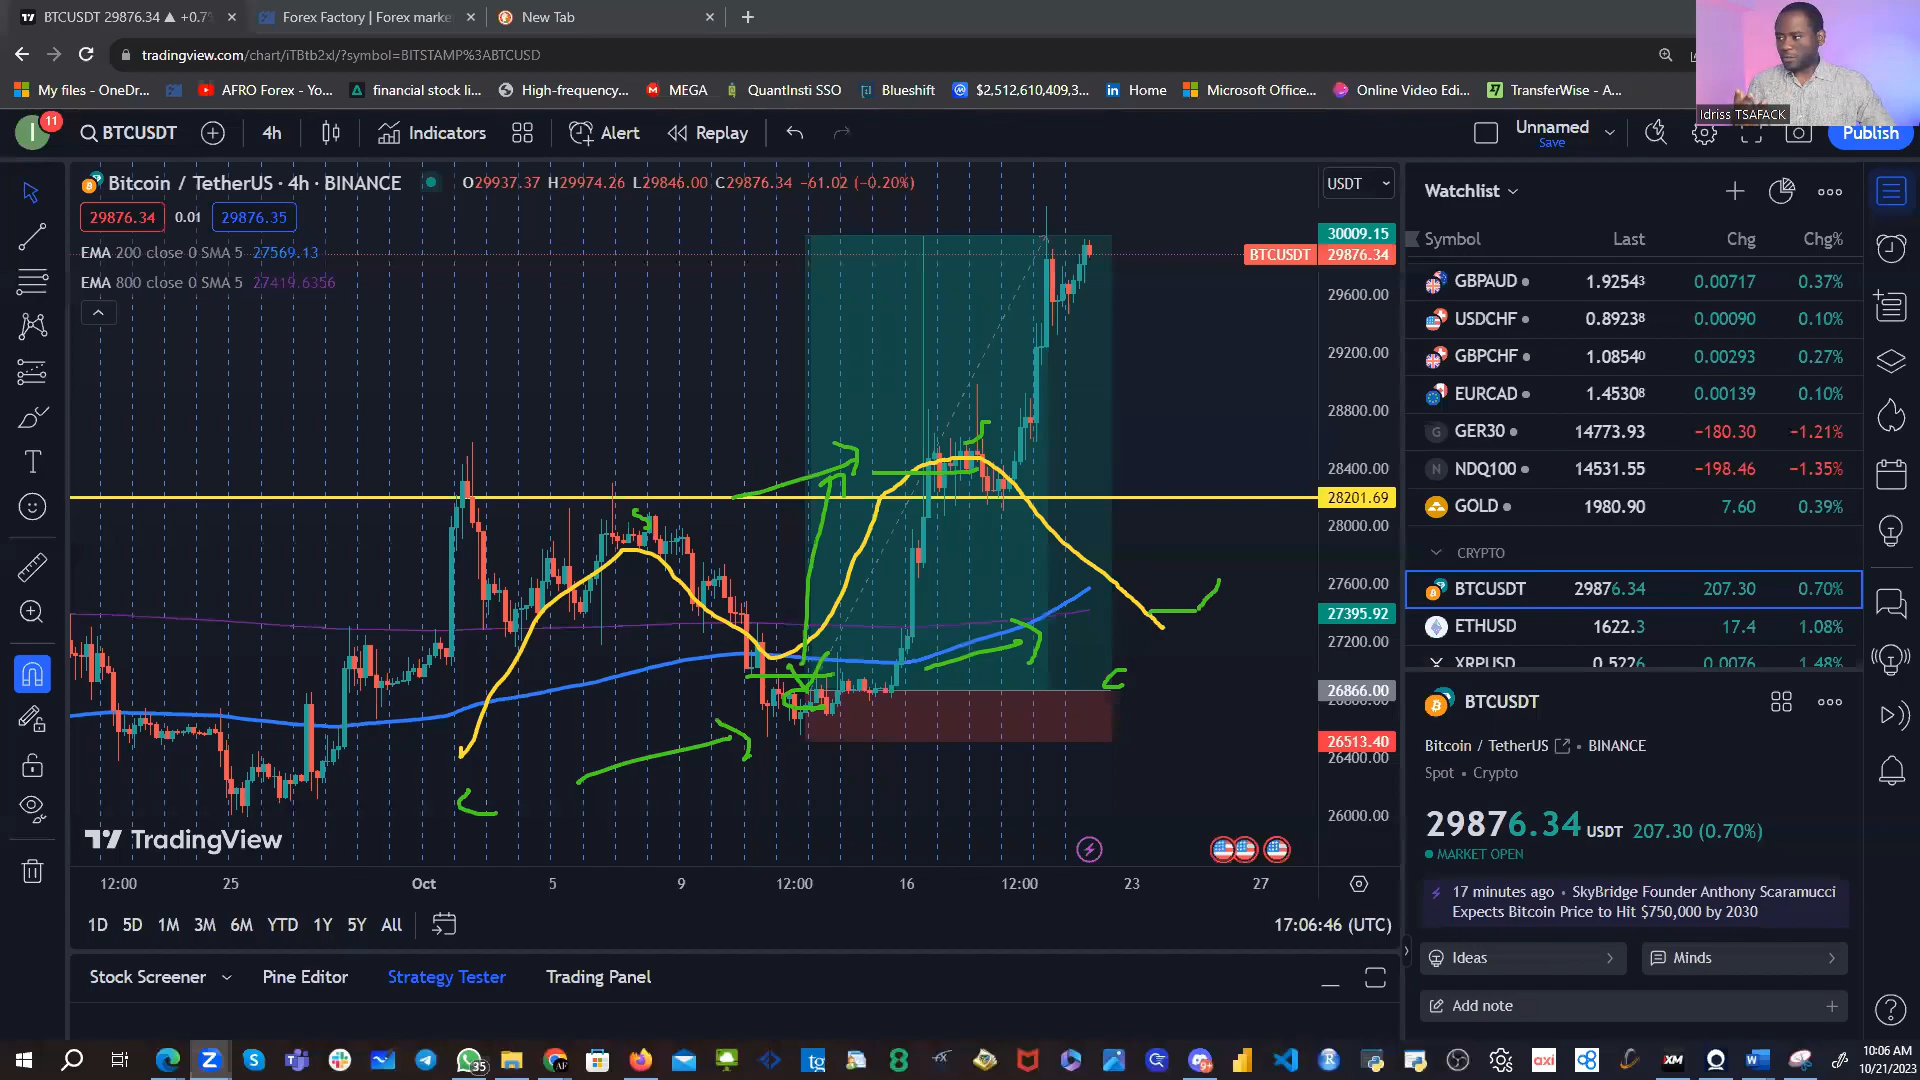 BTCUSDT 29876.34 ▲ +0.7
Forex Factory | Forex marke
New Tab
tradingview.com/chart/iTBtb2xl/?symbol=BITSTAMP%3ABTCUSD
My files - OneDr...
AFRO Forex - Yo...
financial stock li...
High-frequency...
MEGA
QuantInsti SSO
Blueshift
$2,512,610,409,3...
Home
Microsoft Office...
Online Video Edi...
TransferWise - A...
Idriss TSAFACK
11
BTCUSDT
4h
Indicators
Alert
Replay
Unnamed
Save
Publish
Bitcoin / TetherUS · 4h · BINANCE
O29937.37 H29974.26 L29846.00 C29876.34 −61.02 (−0.20%)
29876.34 0.01 29876.35
EMA 200 close 0 SMA 5 27569.13
EMA 800 close 0 SMA 5 27419.6356
USDT
30009.15
BTCUSDT 29876.34
29600.00
29200.00
28800.00
28400.00
28201.69
28000.00
27600.00
27395.92
27200.00
26866.00
26513.40
26400.00
26000.00
TradingView
12:00 25 Oct 5 9 12:00 16 12:00 23 27
1D 5D 1M 3M 6M YTD 1Y 5Y All
17:06:46 (UTC)
Stock Screener Pine Editor Strategy Tester Trading Panel
Watchlist
Symbol Last Chg Chg%
GBPAUD 1.92543 0.00717 0.37%
USDCHF 0.89238 0.00090 0.10%
GBPCHF 1.08540 0.00293 0.27%
EURCAD 1.45308 0.00139 0.10%
GER30 14773.93 −180.30 −1.21%
NDQ100 14531.55 −198.46 −1.35%
GOLD 1980.90 7.60 0.39%
CRYPTO
BTCUSDT 29876.34 207.30 0.70%
ETHUSD 1622.3 17.4 1.08%
XRPUSD 0.5226 0.0076 1.48%
BTCUSDT
Bitcoin / TetherUS • BINANCE
Spot • Crypto
29876.34 USDT 207.30 (0.70%)
MARKET OPEN
17 minutes ago • SkyBridge Founder Anthony Scaramucci
Expects Bitcoin Price to Hit $750,000 by 2030
Ideas
Minds
Add note
35
10:06 AM
10/21/2023